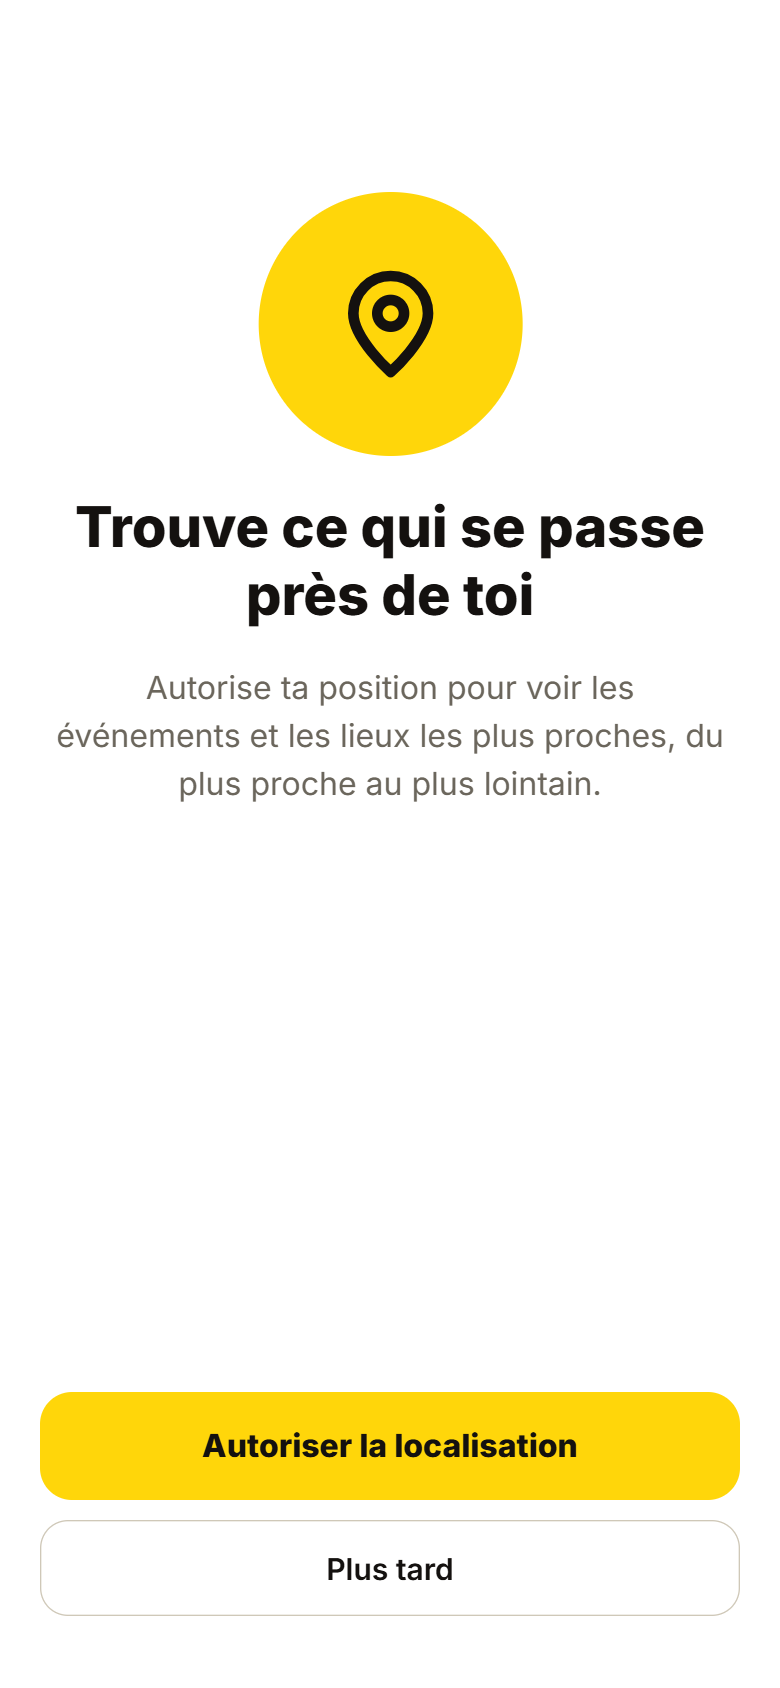 Trouve ce qui se passe
près de toi
Autorise ta position pour voir les
événements et les lieux les plus proches, du
plus proche au plus lointain.
Autoriser la localisation
Plus tard